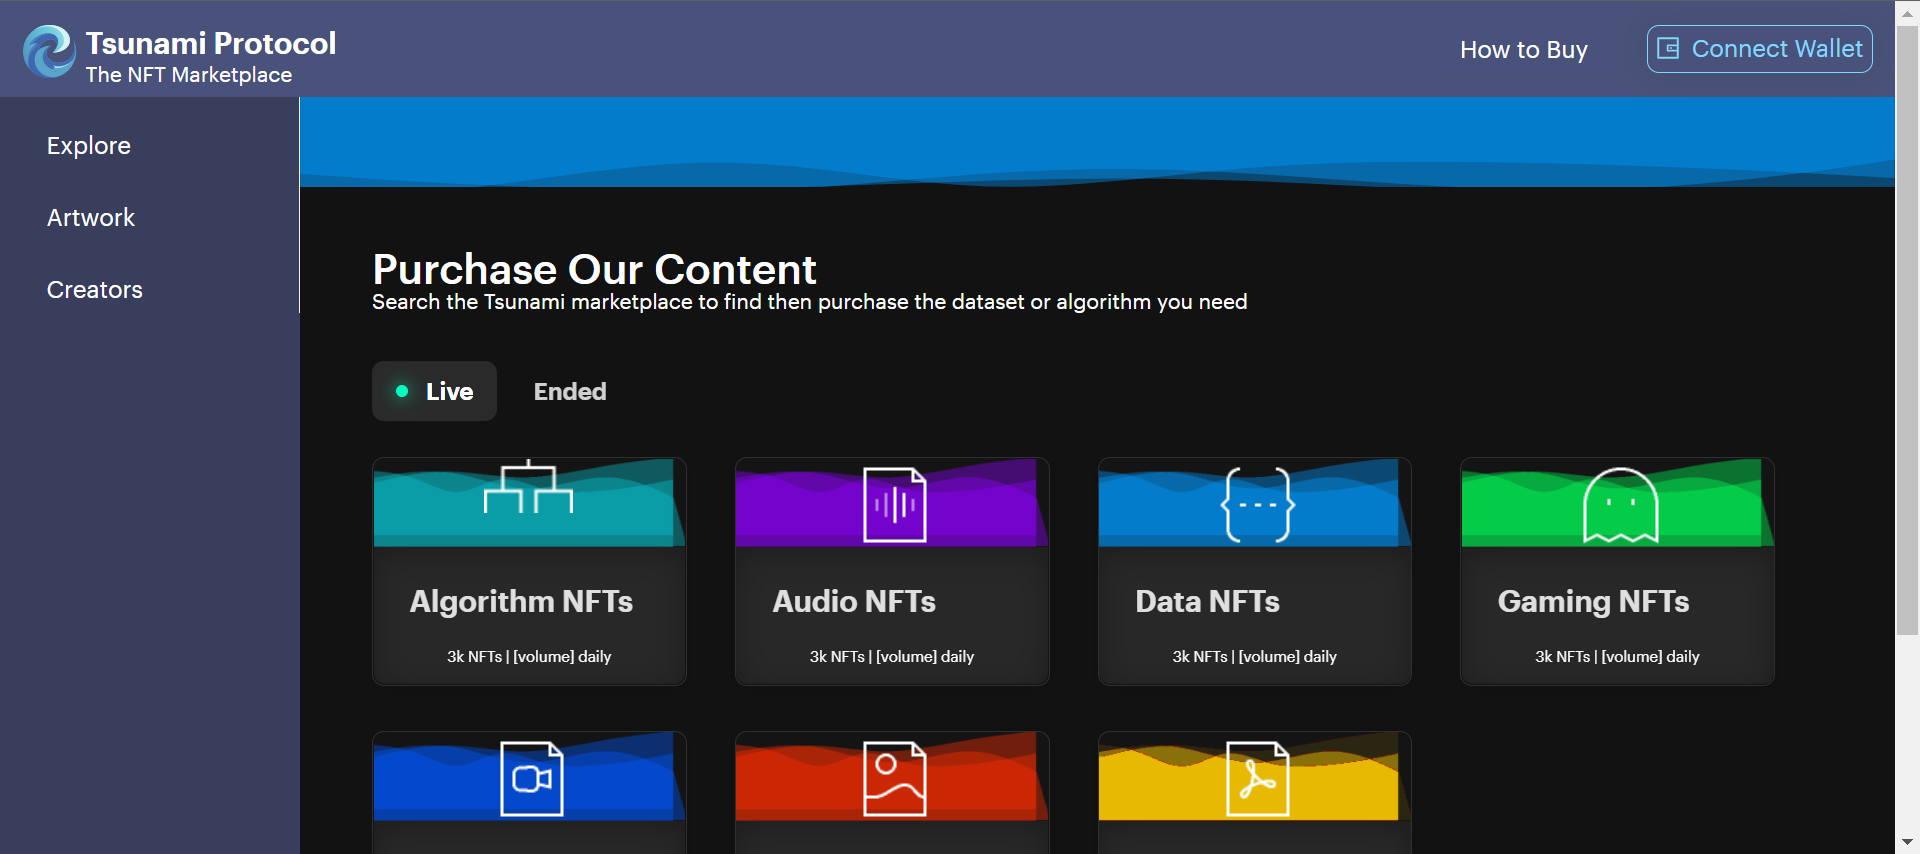 Tsunami Protocol
The NFT Marketplace
How to Buy
Connect Wallet
Explore
Artwork
Creators
Purchase Our Content
Search the Tsunami marketplace to find then purchase the dataset or algorithm you need
Live
Ended
Algorithm NFTs
3k NFTs | [volume] daily
Audio NFTs
3k NFTs | [volume] daily
Data NFTs
3k NFTs | [volume] daily
Gaming NFTs
3k NFTs | [volume] daily